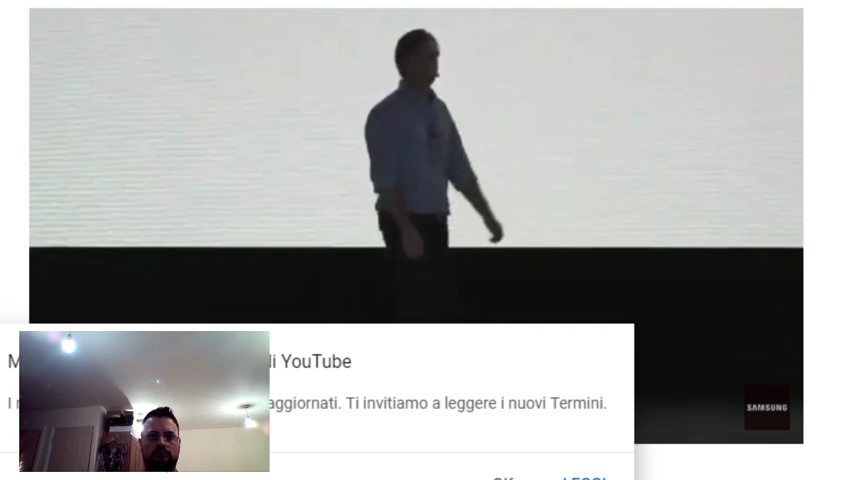 M
di YouTube
I
aggiornati. Ti invitiamo a leggere i nuovi Termini.
SAMSUNG